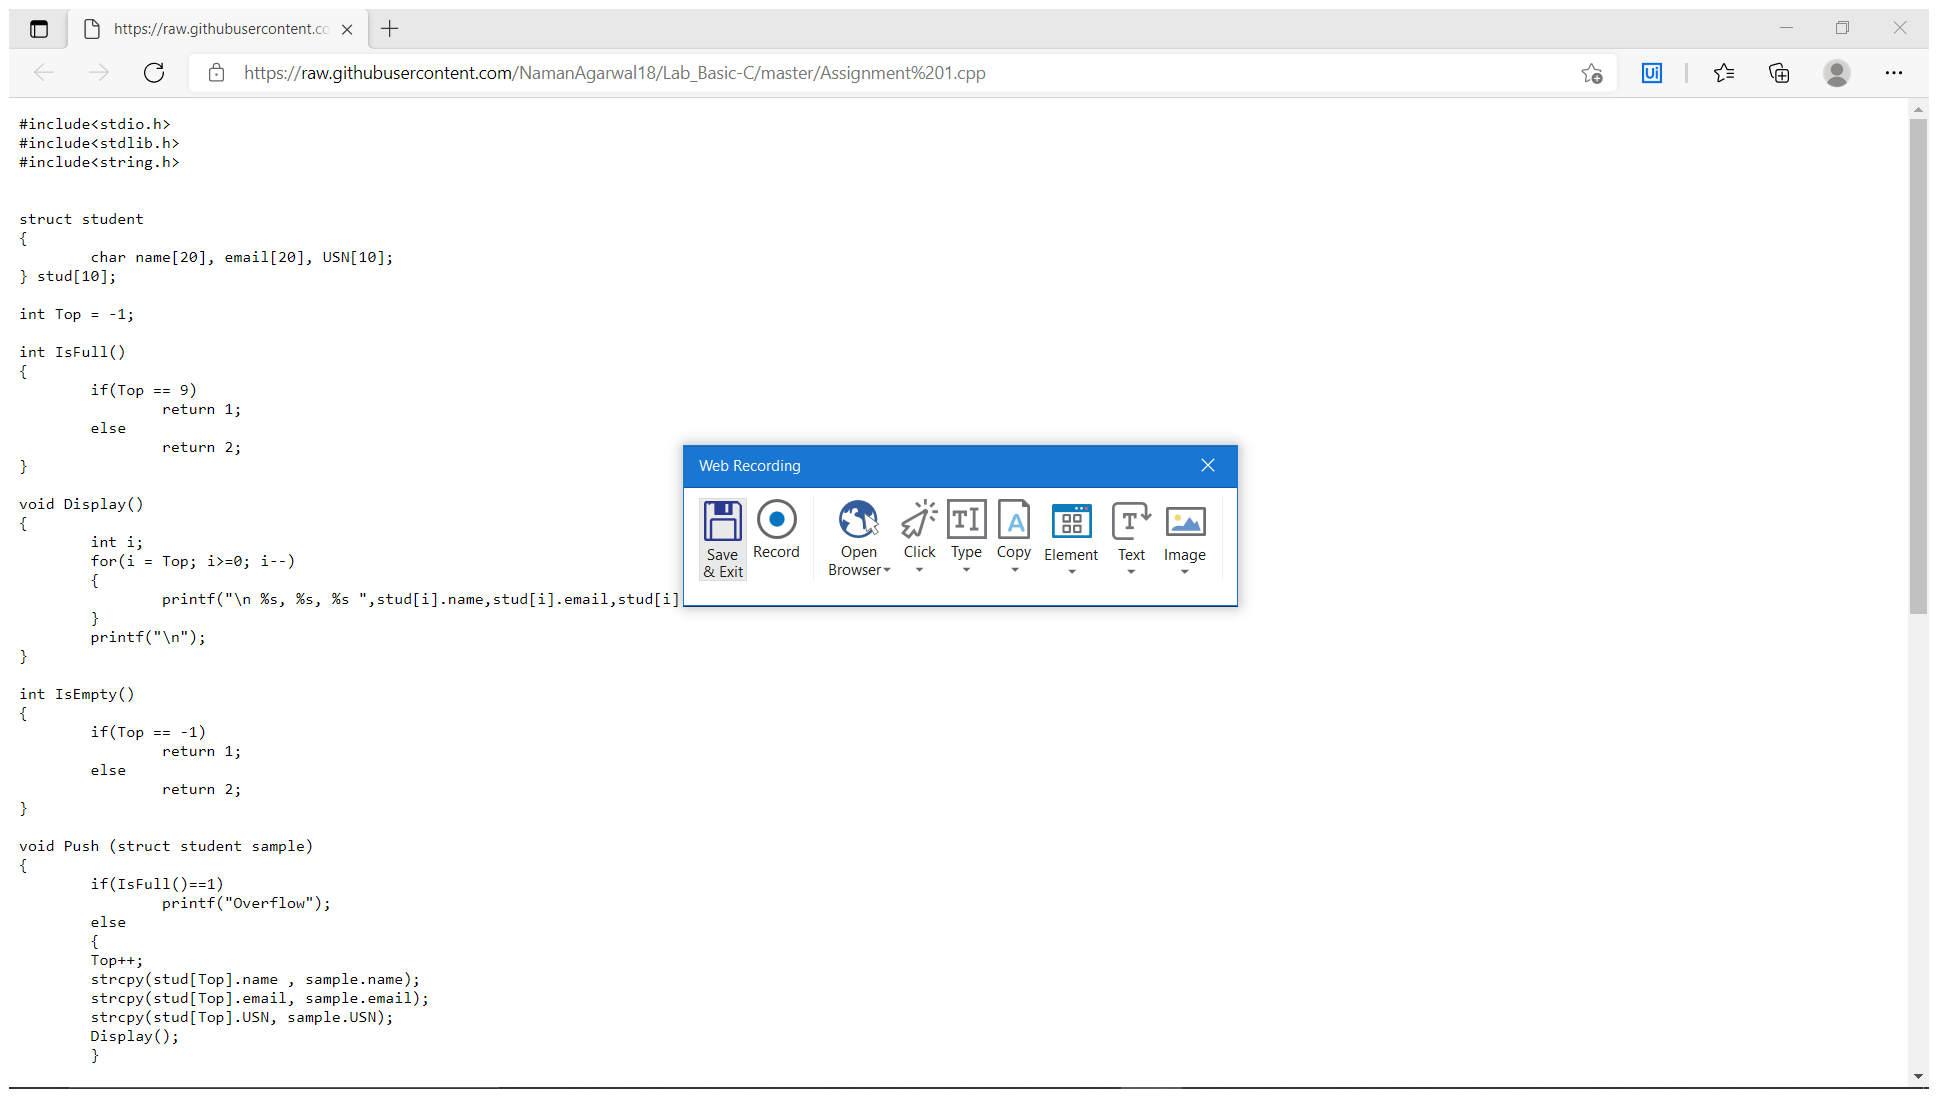 https://raw.githubusercontent.co
https://raw.githubusercontent.com/NamanAgarwal18/Lab_Basic-C/master/Assignment%201.cpp
Ui
#include<stdio.h>
#include<stdlib.h>
#include<string.h>
struct student
{
char name[20], email[20], USN[10];
} stud[10];
int Top = -1;
int IsFull()
{
if(Top == 9)
return 1;
else
return 2;
}
void Display()
{
int i;
for(i = Top; i>=0; i--)
{
printf("\n %s, %s, %s ",stud[i].name,stud[i].email,stud[i]
}
printf("\n");
}
int IsEmpty()
{
if(Top == -1)
return 1;
else
return 2;
}
void Push (struct student sample)
{
if(IsFull()==1)
printf("Overflow");
else
{
Top++;
strcpy(stud[Top].name , sample.name);
strcpy(stud[Top].email, sample.email);
strcpy(stud[Top].USN, sample.USN);
Display();
}
Web Recording
Save & Exit
Record
Open Browser
Click
Type
Copy
Element
Text
Image